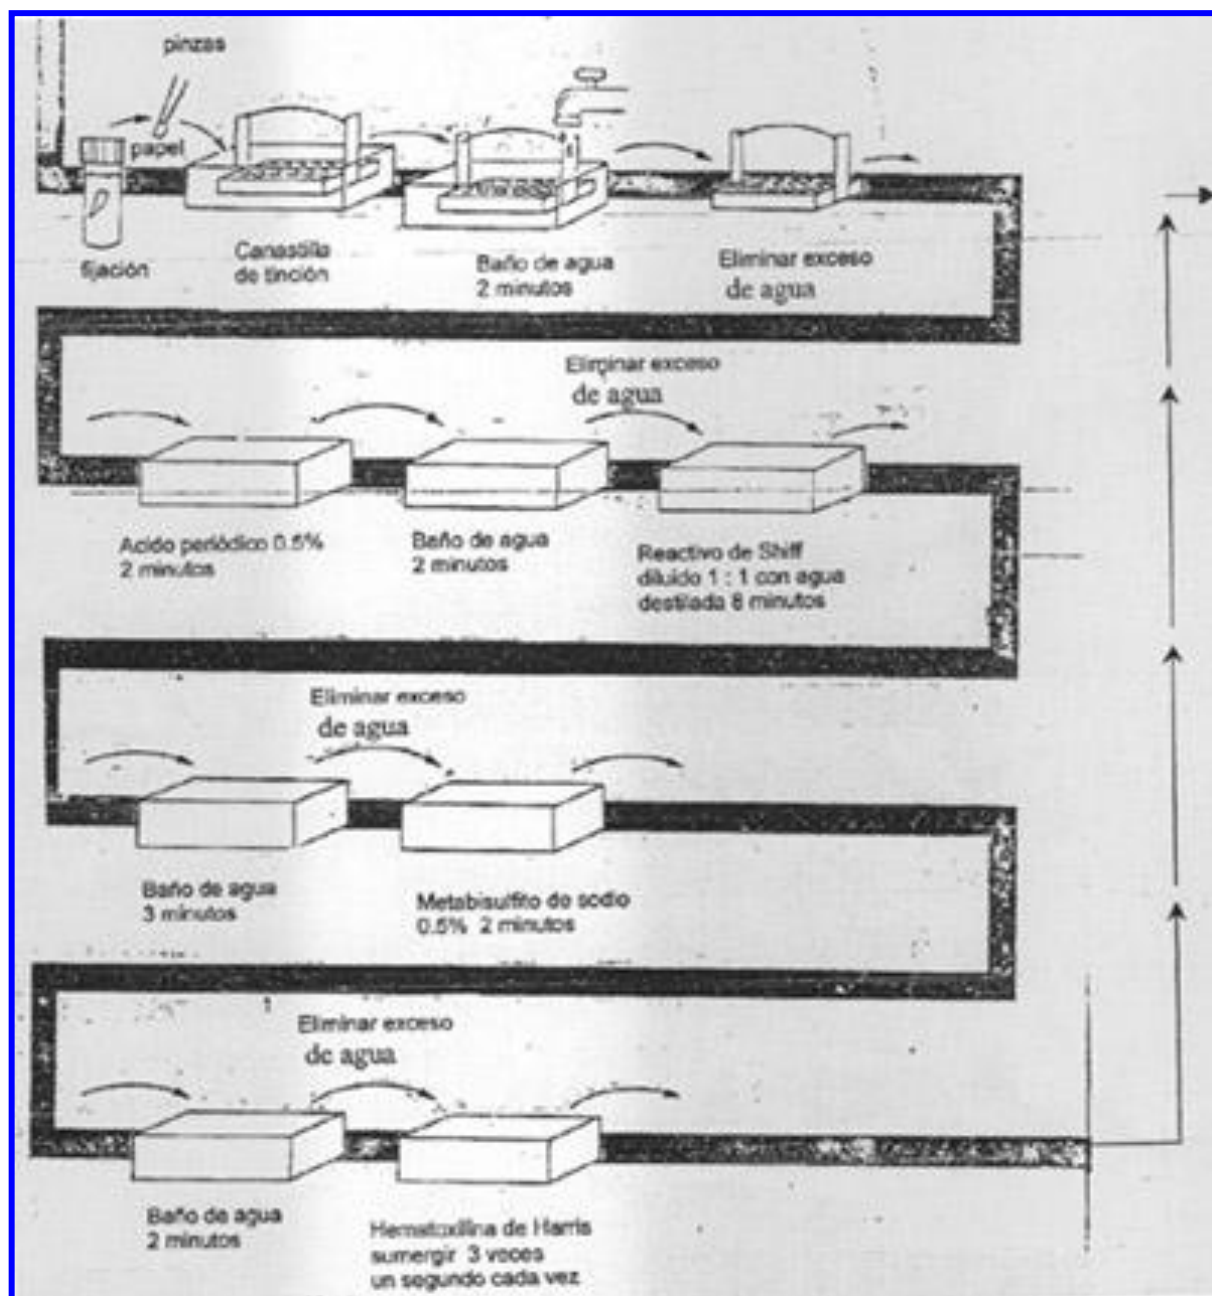 pinzas
papel
fijación
Canastilla
de tinción
Baño de agua
2 minutos
Eliminar exceso
de agua
Eliminar exceso
de agua
Acido periódico 0.5%
2 minutos
Baño de agua
2 minutos
Reactivo de Shiff
diluido 1 : 1 con agua
destilada 8 minutos
Eliminar exceso
de agua
Baño de agua
3 minutos
Metabisulfito de sodio
0.5% 2 minutos
Eliminar exceso
de agua
Baño de agua
2 minutos
Hematoxilina de Harris
sumergir 3 veces
un segundo cada vez